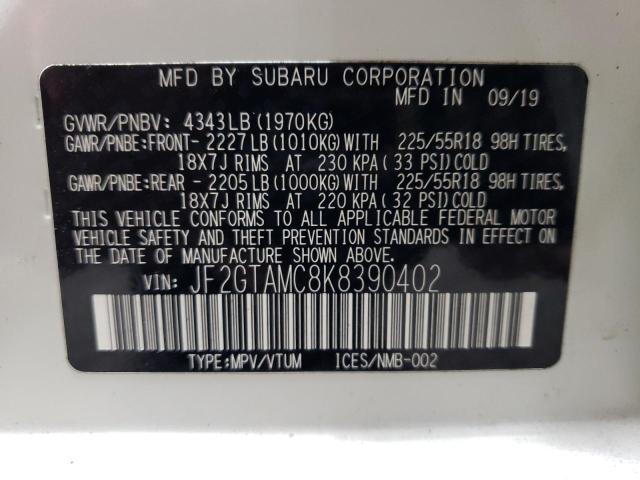 MFD BY SUBARU CORPORATION
MFD IN 09/19
GVWR/PNBV: 4343LB (1970KG)
GAWR/PNBE:FRONT- 2227LB(1010KG)WITH 225/55R18 98H TIRES,
18X7J RIMS AT 230 KPA (33 PSI)COLD
GAWR/PNBE:REAR - 2205LB(1000KG)WITH 225/55R18 98H TIRES,
18X7J RIMS AT 220 KPA (32 PSI)COLD
THIS VEHICLE CONFORMS TO ALL APPLICABLE FEDERAL MOTOR
VEHICLE SAFETY AND THEFT PREVENTION STANDARDS IN EFFECT ON
THE DATE OF MANUFACTURE SHOWN ABOVE.
VIN: JF2GTAMC8K8390402
TYPE:MPV/VTUM ICES/NMB-002